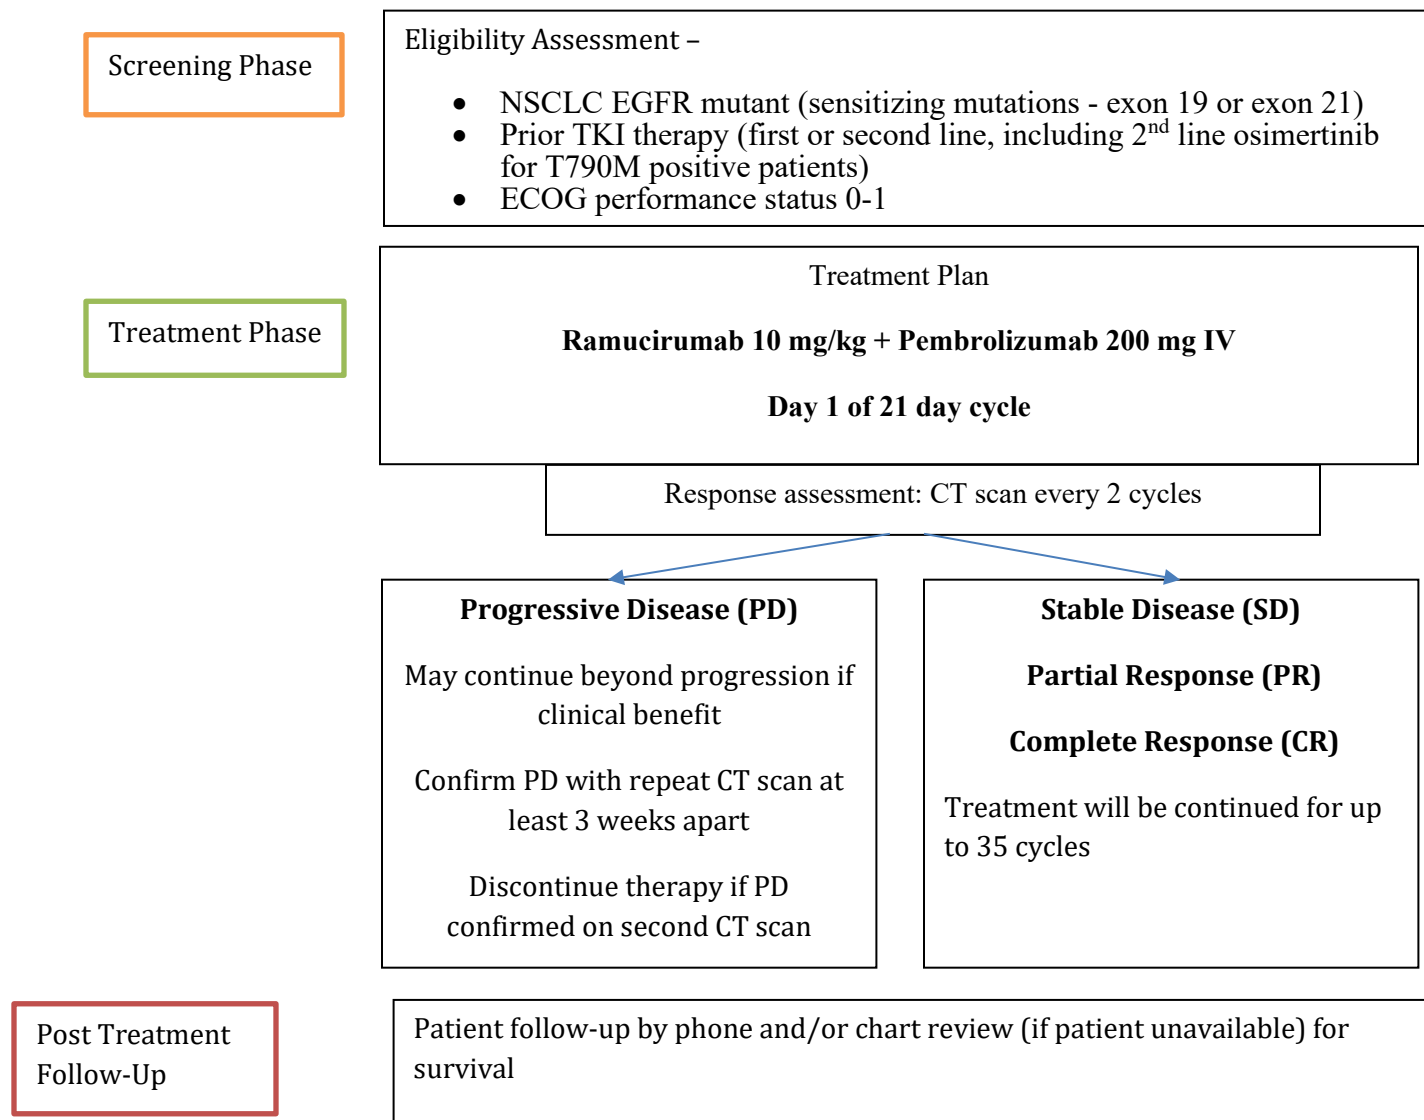 Screening Phase
Eligibility Assessment –
• NSCLC EGFR mutant (sensitizing mutations - exon 19 or exon 21)
• Prior TKI therapy (first or second line, including 2nd line osimertinib
for T790M positive patients)
• ECOG performance status 0-1
Treatment Phase
Treatment Plan
Ramucirumab 10 mg/kg + Pembrolizumab 200 mg IV
Day 1 of 21 day cycle
Response assessment: CT scan every 2 cycles
Progressive Disease (PD)
May continue beyond progression if
clinical benefit
Confirm PD with repeat CT scan at
least 3 weeks apart
Discontinue therapy if PD
confirmed on second CT scan
Stable Disease (SD)
Partial Response (PR)
Complete Response (CR)
Treatment will be continued for up
to 35 cycles
Post Treatment
Follow-Up
Patient follow-up by phone and/or chart review (if patient unavailable) for
survival